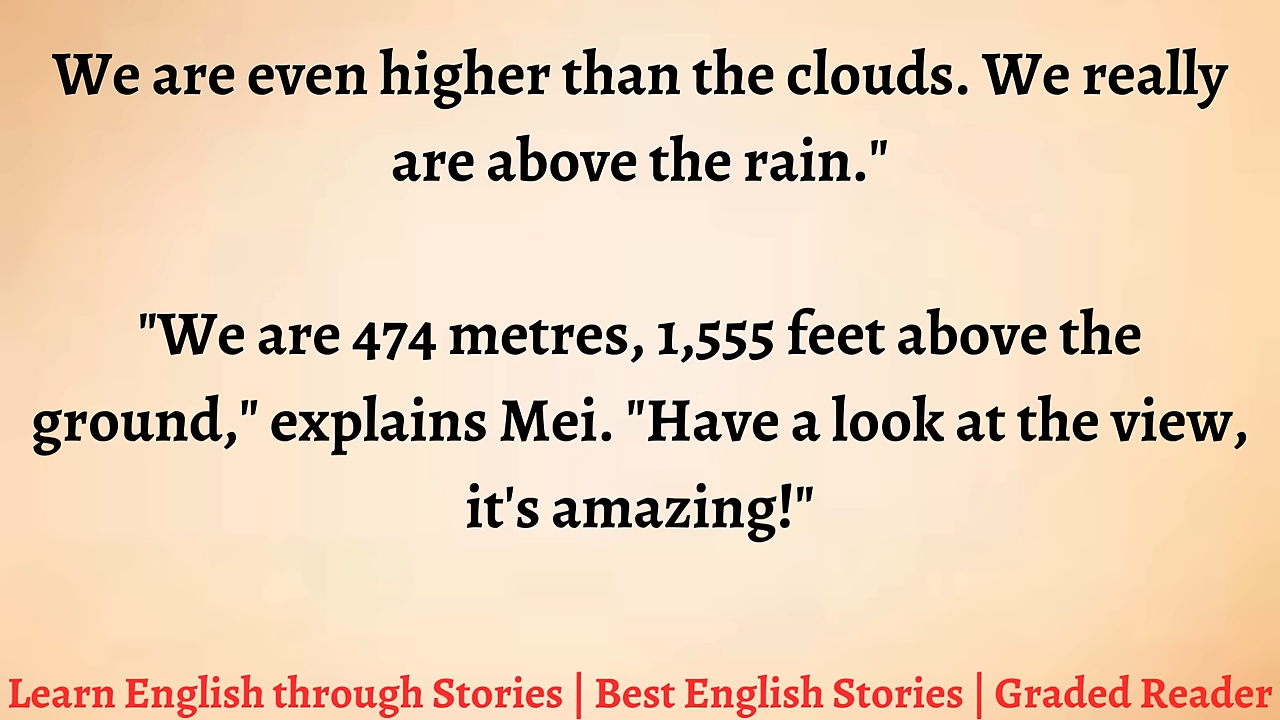 We are even higher than the clouds. We really
are above the rain."
"We are 474 metres, 1,555 feet above the
ground," explains Mei. "Have a look at the view,
it's amazing!"
Learn English through Stories | Best English Stories | Graded Reader